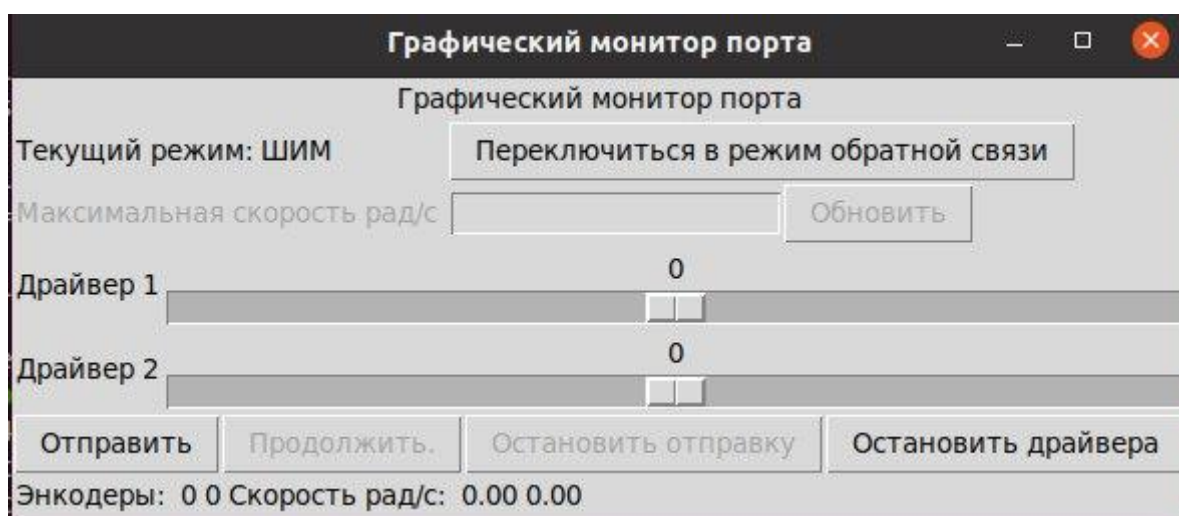 Графический монитор порта
Графический монитор порта
Текущий режим: ШИМ Переключиться в режим обратной связи
Максимальная скорость рад/с Обновить
0
Драйвер 1
0
Драйвер 2
Отправить Продолжить. Остановить отправку Остановить драйвера
Энкодеры: 0 0 Скорость рад/с: 0.00 0.00